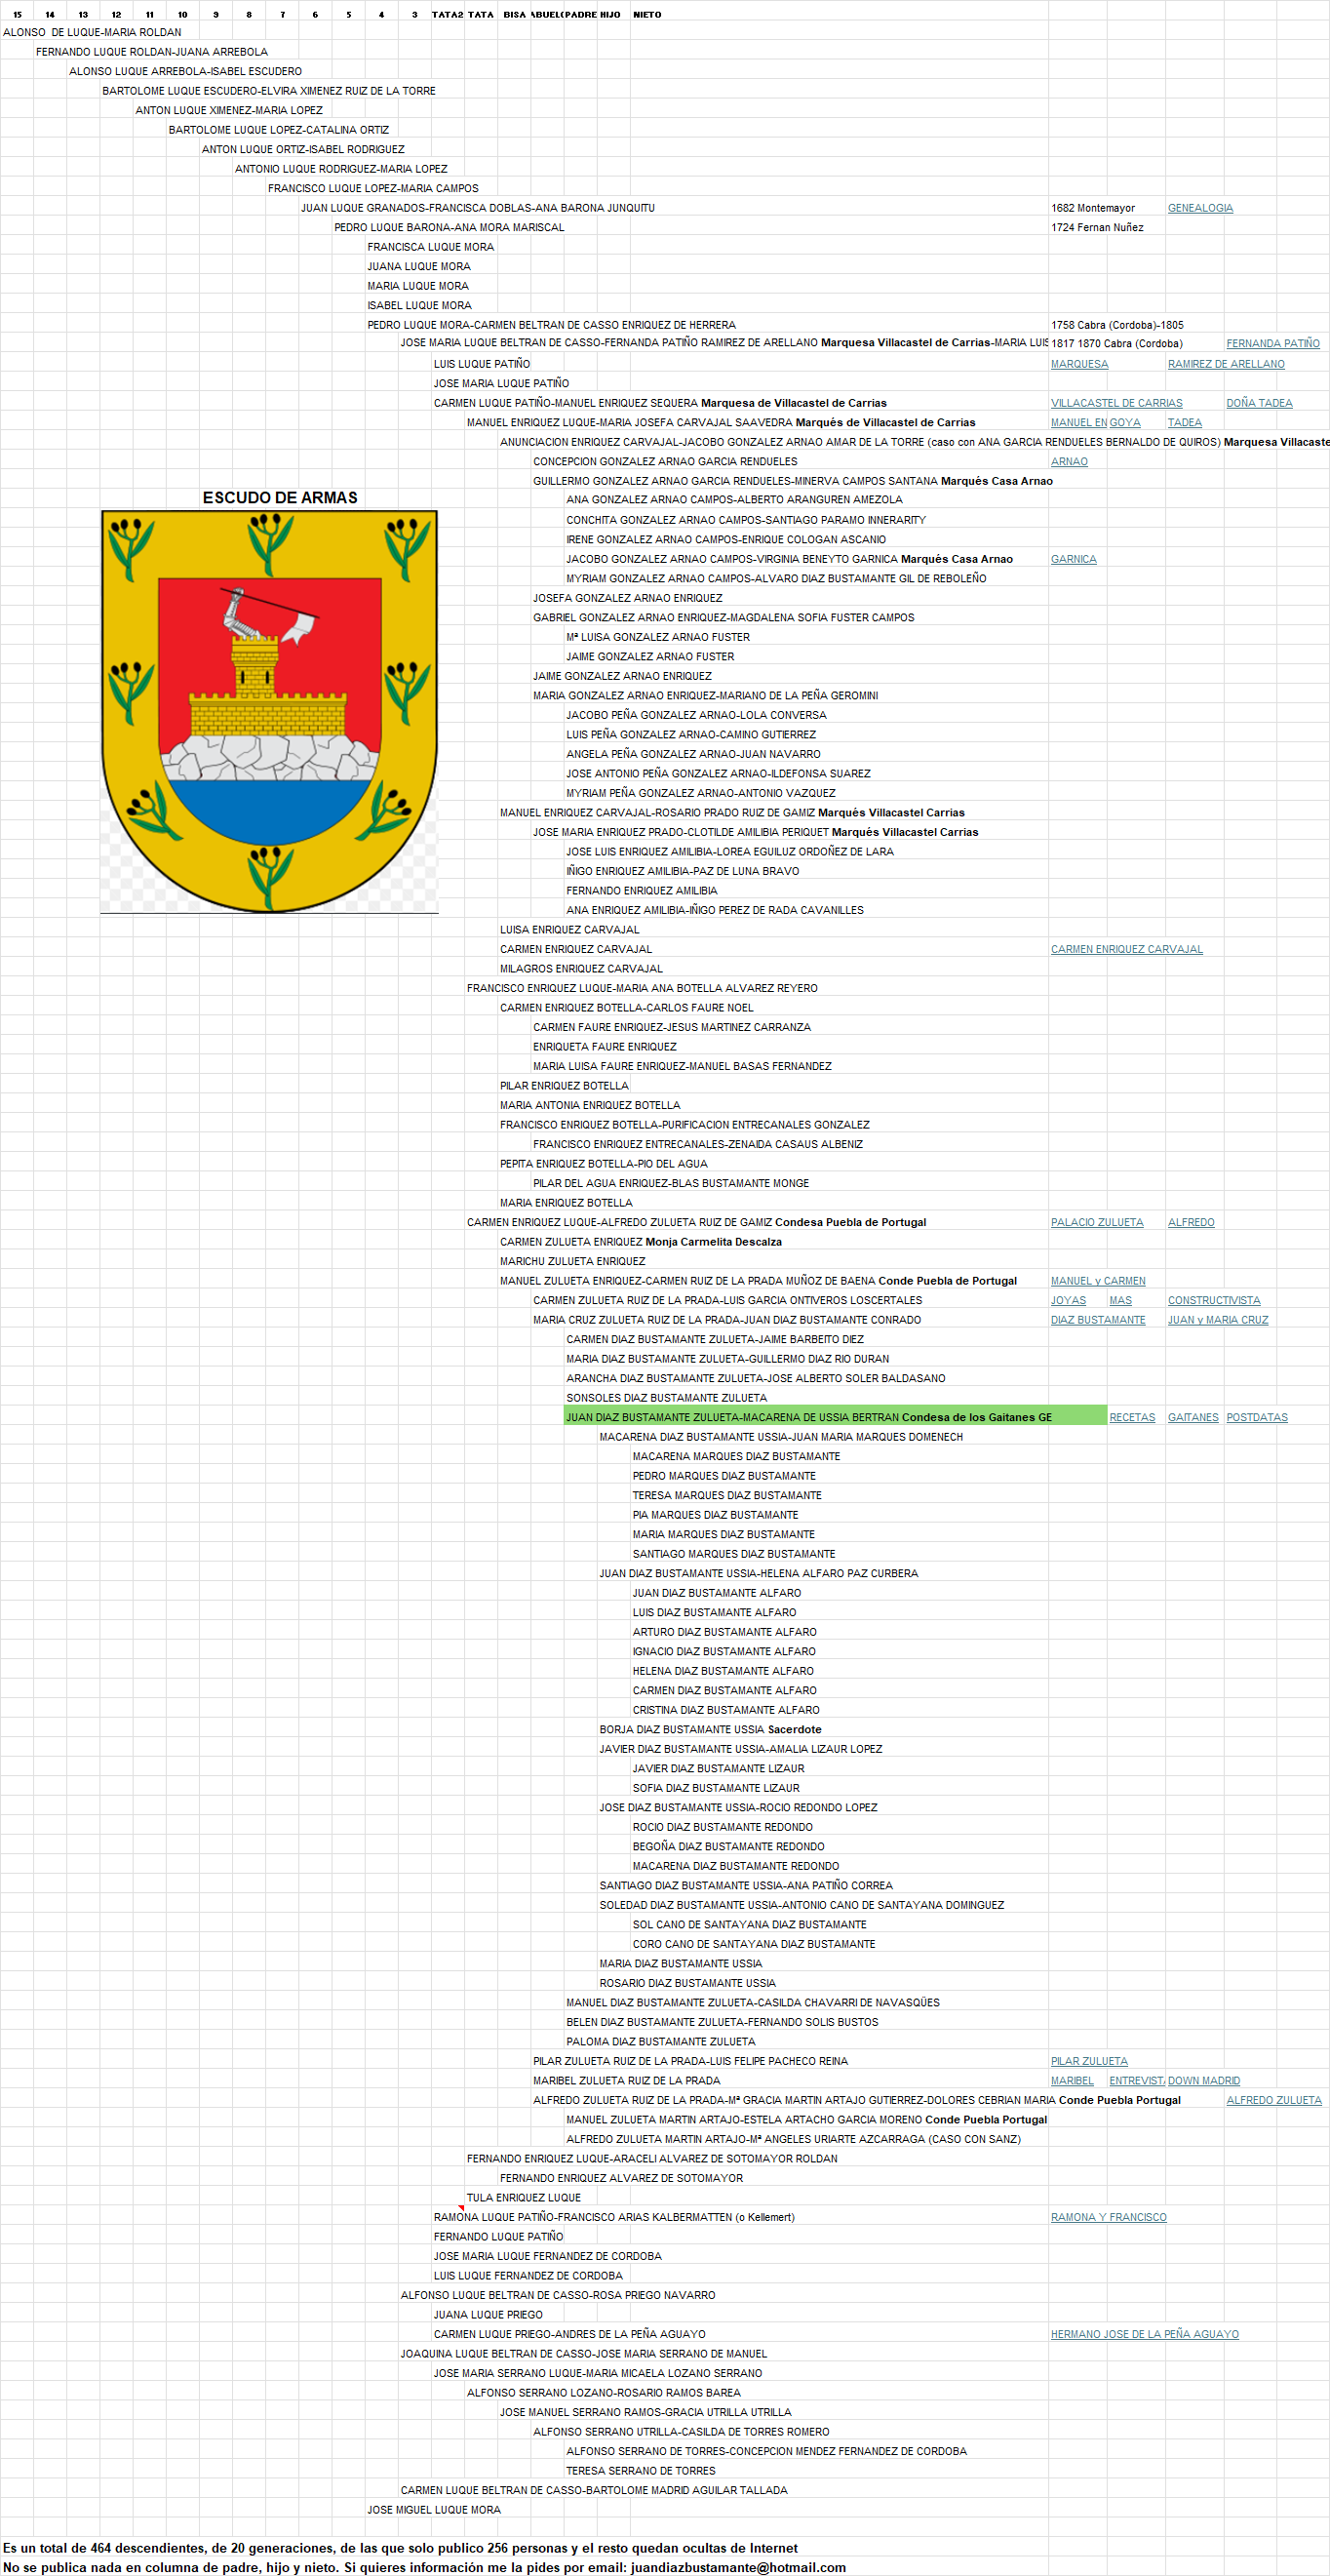 15 14 13 12 11 10 9 8 7 6 5 4 3 TATA2 TATA BISA ABUELO PADRE HIJO NIETO
ALONSO DE LUQUE-MARIA ROLDAN
FERNANDO LUQUE ROLDAN-JUANA ARREBOLA
ALONSO LUQUE ARREBOLA-ISABEL ESCUDERO
BARTOLOME LUQUE ESCUDERO-ELVIRA XIMENEZ RUIZ DE LA TORRE
ANTON LUQUE XIMENEZ-MARIA LOPEZ
BARTOLOME LUQUE LOPEZ-CATALINA ORTIZ
ANTON LUQUE ORTIZ-ISABEL RODRIGUEZ
ANTONIO LUQUE RODRIGUEZ-MARIA LOPEZ
FRANCISCO LUQUE LOPEZ-MARIA CAMPOS
JUAN LUQUE GRANADOS-FRANCISCA DOBLAS-ANA BARONA JUNQUITU 1682 Montemayor GENEALOGIA
PEDRO LUQUE BARONA-ANA MORA MARISCAL 1724 Fernan Nuñez
FRANCISCA LUQUE MORA
JUANA LUQUE MORA
MARIA LUQUE MORA
ISABEL LUQUE MORA
PEDRO LUQUE MORA-CARMEN BELTRAN DE CASSO ENRIQUEZ DE HERRERA 1758 Cabra (Cordoba)-1805
JOSE MARIA LUQUE BELTRAN DE CASSO-FERNANDA PATIÑO RAMIREZ DE ARELLANO Marquesa Villacastel de Carrias-MARIA LUIS 1817 1870 Cabra (Cordoba) FERNANDA PATIÑO
LUIS LUQUE PATIÑO MARQUESA RAMIREZ DE ARELLANO
JOSE MARIA LUQUE PATIÑO
CARMEN LUQUE PATIÑO-MANUEL ENRIQUEZ SEQUERA Marquesa de Villacastel de Carrias VILLACASTEL DE CARRIAS DOÑA TADEA
MANUEL ENRIQUEZ LUQUE-MARIA JOSEFA CARVAJAL SAAVEDRA Marqués de Villacastel de Carrias MANUEL EN GOYA TADEA
ANUNCIACION ENRIQUEZ CARVAJAL-JACOBO GONZALEZ ARNAO AMAR DE LA TORRE (caso con ANA GARCIA RENDUELES BERNALDO DE QUIROS) Marquesa Villacaste
CONCEPCION GONZALEZ ARNAO GARCIA RENDUELES ARNAO
GUILLERMO GONZALEZ ARNAO GARCIA RENDUELES-MINERVA CAMPOS SANTANA Marqués Casa Arnao
ESCUDO DE ARMAS
ANA GONZALEZ ARNAO CAMPOS-ALBERTO ARANGUREN AMEZOLA
CONCHITA GONZALEZ ARNAO CAMPOS-SANTIAGO PARAMO INNERARITY
IRENE GONZALEZ ARNAO CAMPOS-ENRIQUE COLOGAN ASCANIO
JACOBO GONZALEZ ARNAO CAMPOS-VIRGINIA BENEYTO GARNICA Marqués Casa Arnao GARNICA
MYRIAM GONZALEZ ARNAO CAMPOS-ALVARO DIAZ BUSTAMANTE GIL DE REBOLEÑO
JOSEFA GONZALEZ ARNAO ENRIQUEZ
GABRIEL GONZALEZ ARNAO ENRIQUEZ-MAGDALENA SOFIA FUSTER CAMPOS
Mª LUISA GONZALEZ ARNAO FUSTER
JAIME GONZALEZ ARNAO FUSTER
JAIME GONZALEZ ARNAO ENRIQUEZ
MARIA GONZALEZ ARNAO ENRIQUEZ-MARIANO DE LA PEÑA GEROMINI
JACOBO PEÑA GONZALEZ ARNAO-LOLA CONVERSA
LUIS PEÑA GONZALEZ ARNAO-CAMINO GUTIERREZ
ANGELA PEÑA GONZALEZ ARNAO-JUAN NAVARRO
JOSE ANTONIO PEÑA GONZALEZ ARNAO-ILDEFONSA SUAREZ
MYRIAM PEÑA GONZALEZ ARNAO-ANTONIO VAZQUEZ
MANUEL ENRIQUEZ CARVAJAL-ROSARIO PRADO RUIZ DE GAMIZ Marqués Villacastel Carrias
JOSE MARIA ENRIQUEZ PRADO-CLOTILDE AMILIBIA PERIQUET Marqués Villacastel Carrias
JOSE LUIS ENRIQUEZ AMILIBIA-LOREA EGUILUZ ORDOÑEZ DE LARA
IÑIGO ENRIQUEZ AMILIBIA-PAZ DE LUNA BRAVO
FERNANDO ENRIQUEZ AMILIBIA
ANA ENRIQUEZ AMILIBIA-IÑIGO PEREZ DE RADA CAVANILLES
LUISA ENRIQUEZ CARVAJAL
CARMEN ENRIQUEZ CARVAJAL CARMEN ENRIQUEZ CARVAJAL
MILAGROS ENRIQUEZ CARVAJAL
FRANCISCO ENRIQUEZ LUQUE-MARIA ANA BOTELLA ALVAREZ REYERO
CARMEN ENRIQUEZ BOTELLA-CARLOS FAURE NOEL
CARMEN FAURE ENRIQUEZ-JESUS MARTINEZ CARRANZA
ENRIQUETA FAURE ENRIQUEZ
MARIA LUISA FAURE ENRIQUEZ-MANUEL BASAS FERNANDEZ
PILAR ENRIQUEZ BOTELLA
MARIA ANTONIA ENRIQUEZ BOTELLA
FRANCISCO ENRIQUEZ BOTELLA-PURIFICACION ENTRECANALES GONZALEZ
FRANCISCO ENRIQUEZ ENTRECANALES-ZENAIDA CASAUS ALBENIZ
PEPITA ENRIQUEZ BOTELLA-PIO DEL AGUA
PILAR DEL AGUA ENRIQUEZ-BLAS BUSTAMANTE MONGE
MARIA ENRIQUEZ BOTELLA
CARMEN ENRIQUEZ LUQUE-ALFREDO ZULUETA RUIZ DE GAMIZ Condesa Puebla de Portugal PALACIO ZULUETA ALFREDO
CARMEN ZULUETA ENRIQUEZ Monja Carmelita Descalza
MARICHU ZULUETA ENRIQUEZ
MANUEL ZULUETA ENRIQUEZ-CARMEN RUIZ DE LA PRADA MUÑOZ DE BAENA Conde Puebla de Portugal MANUEL y CARMEN
CARMEN ZULUETA RUIZ DE LA PRADA-LUIS GARCIA ONTIVEROS LOSCERTALES JOYAS MAS CONSTRUCTIVISTA
MARIA CRUZ ZULUETA RUIZ DE LA PRADA-JUAN DIAZ BUSTAMANTE CONRADO DIAZ BUSTAMANTE JUAN y MARIA CRUZ
CARMEN DIAZ BUSTAMANTE ZULUETA-JAIME BARBEITO DIEZ
MARIA DIAZ BUSTAMANTE ZULUETA-GUILLERMO DIAZ RIO DURAN
ARANCHA DIAZ BUSTAMANTE ZULUETA-JOSE ALBERTO SOLER BALDASANO
SONSOLES DIAZ BUSTAMANTE ZULUETA
JUAN DIAZ BUSTAMANTE ZULUETA-MACARENA DE USSIA BERTRAN Condesa de los Gaitanes GE RECETAS GAITANES POSTDATAS
MACARENA DIAZ BUSTAMANTE USSIA-JUAN MARIA MARQUES DOMENECH
MACARENA MARQUES DIAZ BUSTAMANTE
PEDRO MARQUES DIAZ BUSTAMANTE
TERESA MARQUES DIAZ BUSTAMANTE
PIA MARQUES DIAZ BUSTAMANTE
MARIA MARQUES DIAZ BUSTAMANTE
SANTIAGO MARQUES DIAZ BUSTAMANTE
JUAN DIAZ BUSTAMANTE USSIA-HELENA ALFARO PAZ CURBERA
JUAN DIAZ BUSTAMANTE ALFARO
LUIS DIAZ BUSTAMANTE ALFARO
ARTURO DIAZ BUSTAMANTE ALFARO
IGNACIO DIAZ BUSTAMANTE ALFARO
HELENA DIAZ BUSTAMANTE ALFARO
CARMEN DIAZ BUSTAMANTE ALFARO
CRISTINA DIAZ BUSTAMANTE ALFARO
BORJA DIAZ BUSTAMANTE USSIA Sacerdote
JAVIER DIAZ BUSTAMANTE USSIA-AMALIA LIZAUR LOPEZ
JAVIER DIAZ BUSTAMANTE LIZAUR
SOFIA DIAZ BUSTAMANTE LIZAUR
JOSE DIAZ BUSTAMANTE USSIA-ROCIO REDONDO LOPEZ
ROCIO DIAZ BUSTAMANTE REDONDO
BEGOÑA DIAZ BUSTAMANTE REDONDO
MACARENA DIAZ BUSTAMANTE REDONDO
SANTIAGO DIAZ BUSTAMANTE USSIA-ANA PATIÑO CORREA
SOLEDAD DIAZ BUSTAMANTE USSIA-ANTONIO CANO DE SANTAYANA DOMINGUEZ
SOL CANO DE SANTAYANA DIAZ BUSTAMANTE
CORO CANO DE SANTAYANA DIAZ BUSTAMANTE
MARIA DIAZ BUSTAMANTE USSIA
ROSARIO DIAZ BUSTAMANTE USSIA
MANUEL DIAZ BUSTAMANTE ZULUETA-CASILDA CHAVARRI DE NAVASQÜES
BELEN DIAZ BUSTAMANTE ZULUETA-FERNANDO SOLIS BUSTOS
PALOMA DIAZ BUSTAMANTE ZULUETA
PILAR ZULUETA RUIZ DE LA PRADA-LUIS FELIPE PACHECO REINA PILAR ZULUETA
MARIBEL ZULUETA RUIZ DE LA PRADA MARIBEL ENTREVISTA DOWN MADRID
ALFREDO ZULUETA RUIZ DE LA PRADA-Mª GRACIA MARTIN ARTAJO GUTIERREZ-DOLORES CEBRIAN MARIA Conde Puebla Portugal ALFREDO ZULUETA
MANUEL ZULUETA MARTIN ARTAJO-ESTELA ARTACHO GARCIA MORENO Conde Puebla Portugal
ALFREDO ZULUETA MARTIN ARTAJO-Mª ANGELES URIARTE AZCARRAGA (CASO CON SANZ)
FERNANDO ENRIQUEZ LUQUE-ARACELI ALVAREZ DE SOTOMAYOR ROLDAN
FERNANDO ENRIQUEZ ALVAREZ DE SOTOMAYOR
TULA ENRIQUEZ LUQUE
RAMONA LUQUE PATIÑO-FRANCISCO ARIAS KALBERMATTEN (o Kellemert) RAMONA Y FRANCISCO
FERNANDO LUQUE PATIÑO
JOSE MARIA LUQUE FERNANDEZ DE CORDOBA
LUIS LUQUE FERNANDEZ DE CORDOBA
ALFONSO LUQUE BELTRAN DE CASSO-ROSA PRIEGO NAVARRO
JUANA LUQUE PRIEGO
CARMEN LUQUE PRIEGO-ANDRES DE LA PEÑA AGUAYO HERMANO JOSE DE LA PEÑA AGUAYO
JOAQUINA LUQUE BELTRAN DE CASSO-JOSE MARIA SERRANO DE MANUEL
JOSE MARIA SERRANO LUQUE-MARIA MICAELA LOZANO SERRANO
ALFONSO SERRANO LOZANO-ROSARIO RAMOS BAREA
JOSE MANUEL SERRANO RAMOS-GRACIA UTRILLA UTRILLA
ALFONSO SERRANO UTRILLA-CASILDA DE TORRES ROMERO
ALFONSO SERRANO DE TORRES-CONCEPCION MENDEZ FERNANDEZ DE CORDOBA
TERESA SERRANO DE TORRES
CARMEN LUQUE BELTRAN DE CASSO-BARTOLOME MADRID AGUILAR TALLADA
JOSE MIGUEL LUQUE MORA
Es un total de 464 descendientes, de 20 generaciones, de las que solo publico 256 personas y el resto quedan ocultas de Internet
No se publica nada en columna de padre, hijo y nieto. Si quieres información me la pides por email: juandiazbustamante@hotmail.com